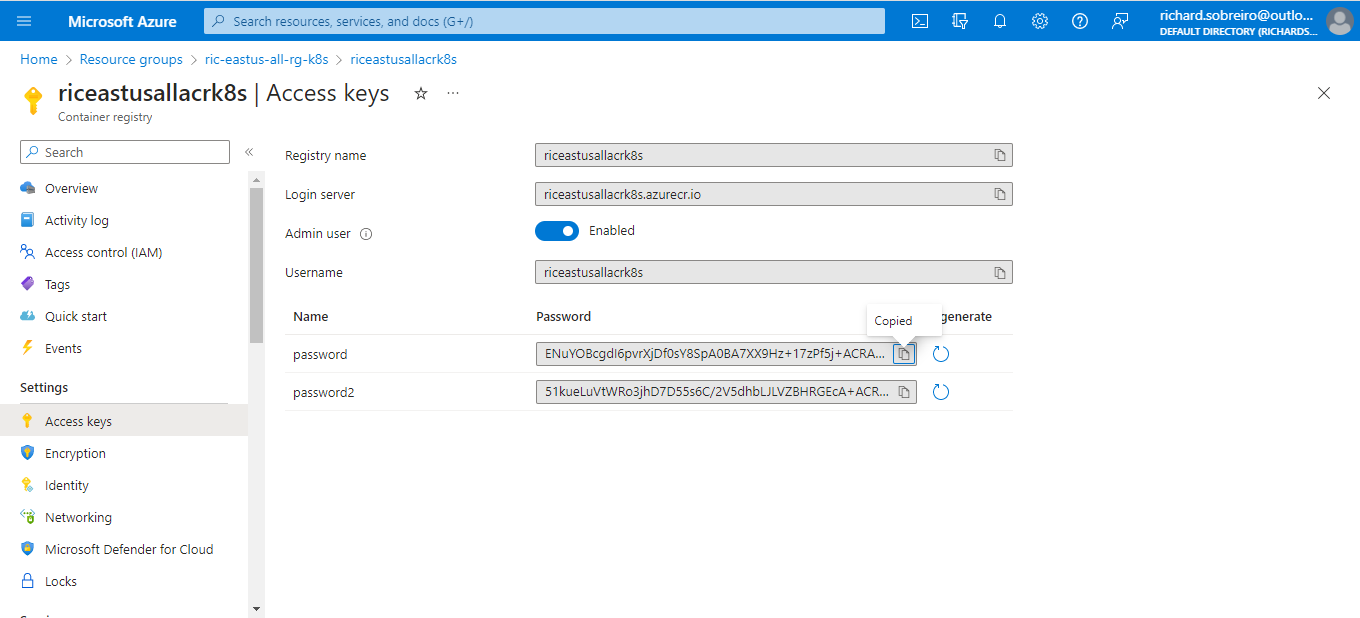 Microsoft Azure
Search resources, services, and docs (G+/)
richard.sobreiro@outlo...
DEFAULT DIRECTORY (RICHARDS...
Home > Resource groups > ric-eastus-all-rg-k8s > riceastusallacrk8s
riceastusallacrk8s | Access keys
Container registry
Search
Overview
Activity log
Access control (IAM)
Tags
Quick start
Events
Settings
Access keys
Encryption
Identity
Networking
Microsoft Defender for Cloud
Locks
Registry name
riceastusallacrk8s
Login server
riceastusallacrk8s.azurecr.io
Admin user
Enabled
Username
riceastusallacrk8s
Name Password generate
Copied
password
ENuYOBcgdI6pvrXjDf0sY8SpA0BA7XX9Hz+17zPf5j+ACRA...
password2
51kueLuVtWRo3jhD7D55s6C/2V5dhbLJLVZBHRGEcA+ACR...